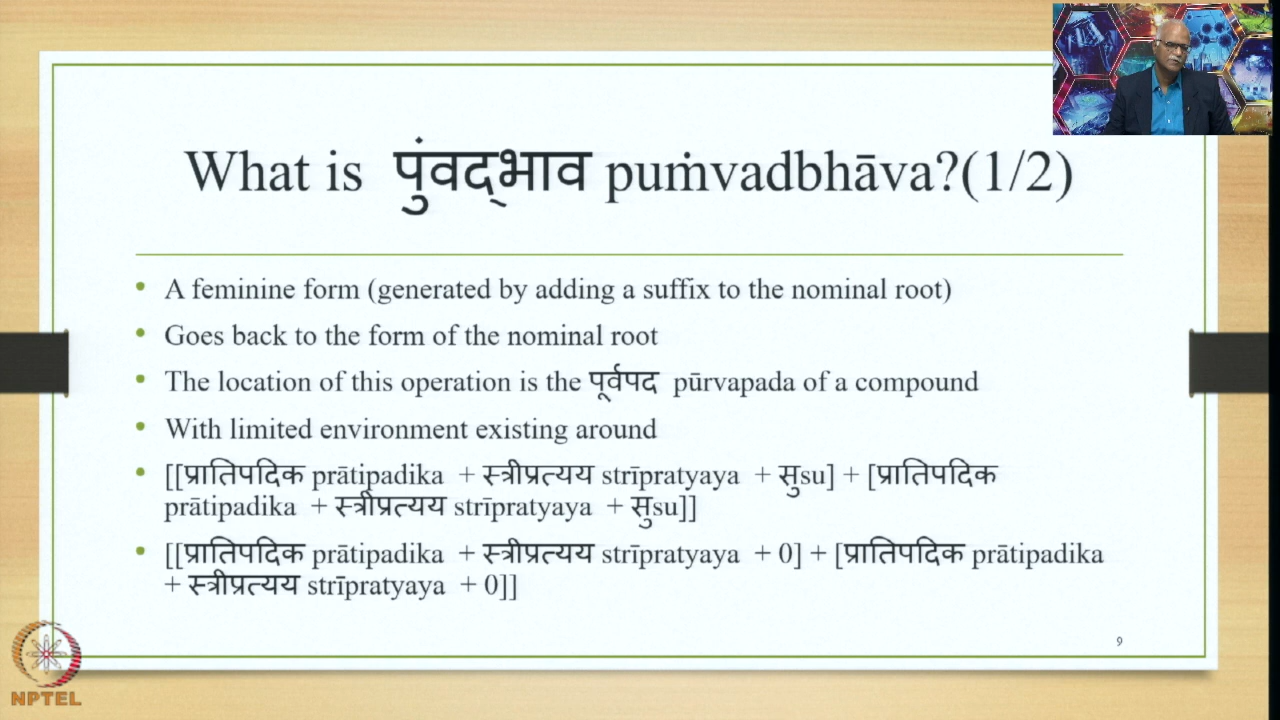 What is पुंवद्भाव puṁvadbhāva?(1/2)
• A feminine form (generated by adding a suffix to the nominal root)
• Goes back to the form of the nominal root
• The location of this operation is the पूर्वपद pūrvapada of a compound
• With limited environment existing around
• [[प्रातिपदिक prātipadika + स्त्रीप्रत्यय strīpratyaya + सुsu] + [प्रातिपदिक
prātipadika + स्त्रीप्रत्यय strīpratyaya + सुsu]]
• [[प्रातिपदिक prātipadika + स्त्रीप्रत्यय strīpratyaya + 0] + [प्रातिपदिक prātipadika
+ स्त्रीप्रत्यय strīpratyaya + 0]]
9
NPTEL